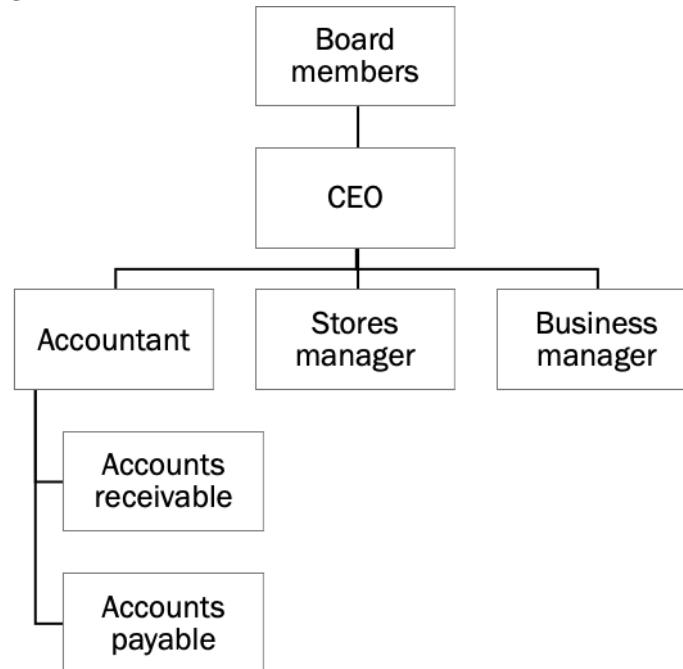 Board
members
CEO
Accountant
Stores
manager
Business
manager
Accounts
receivable
Accounts
payable